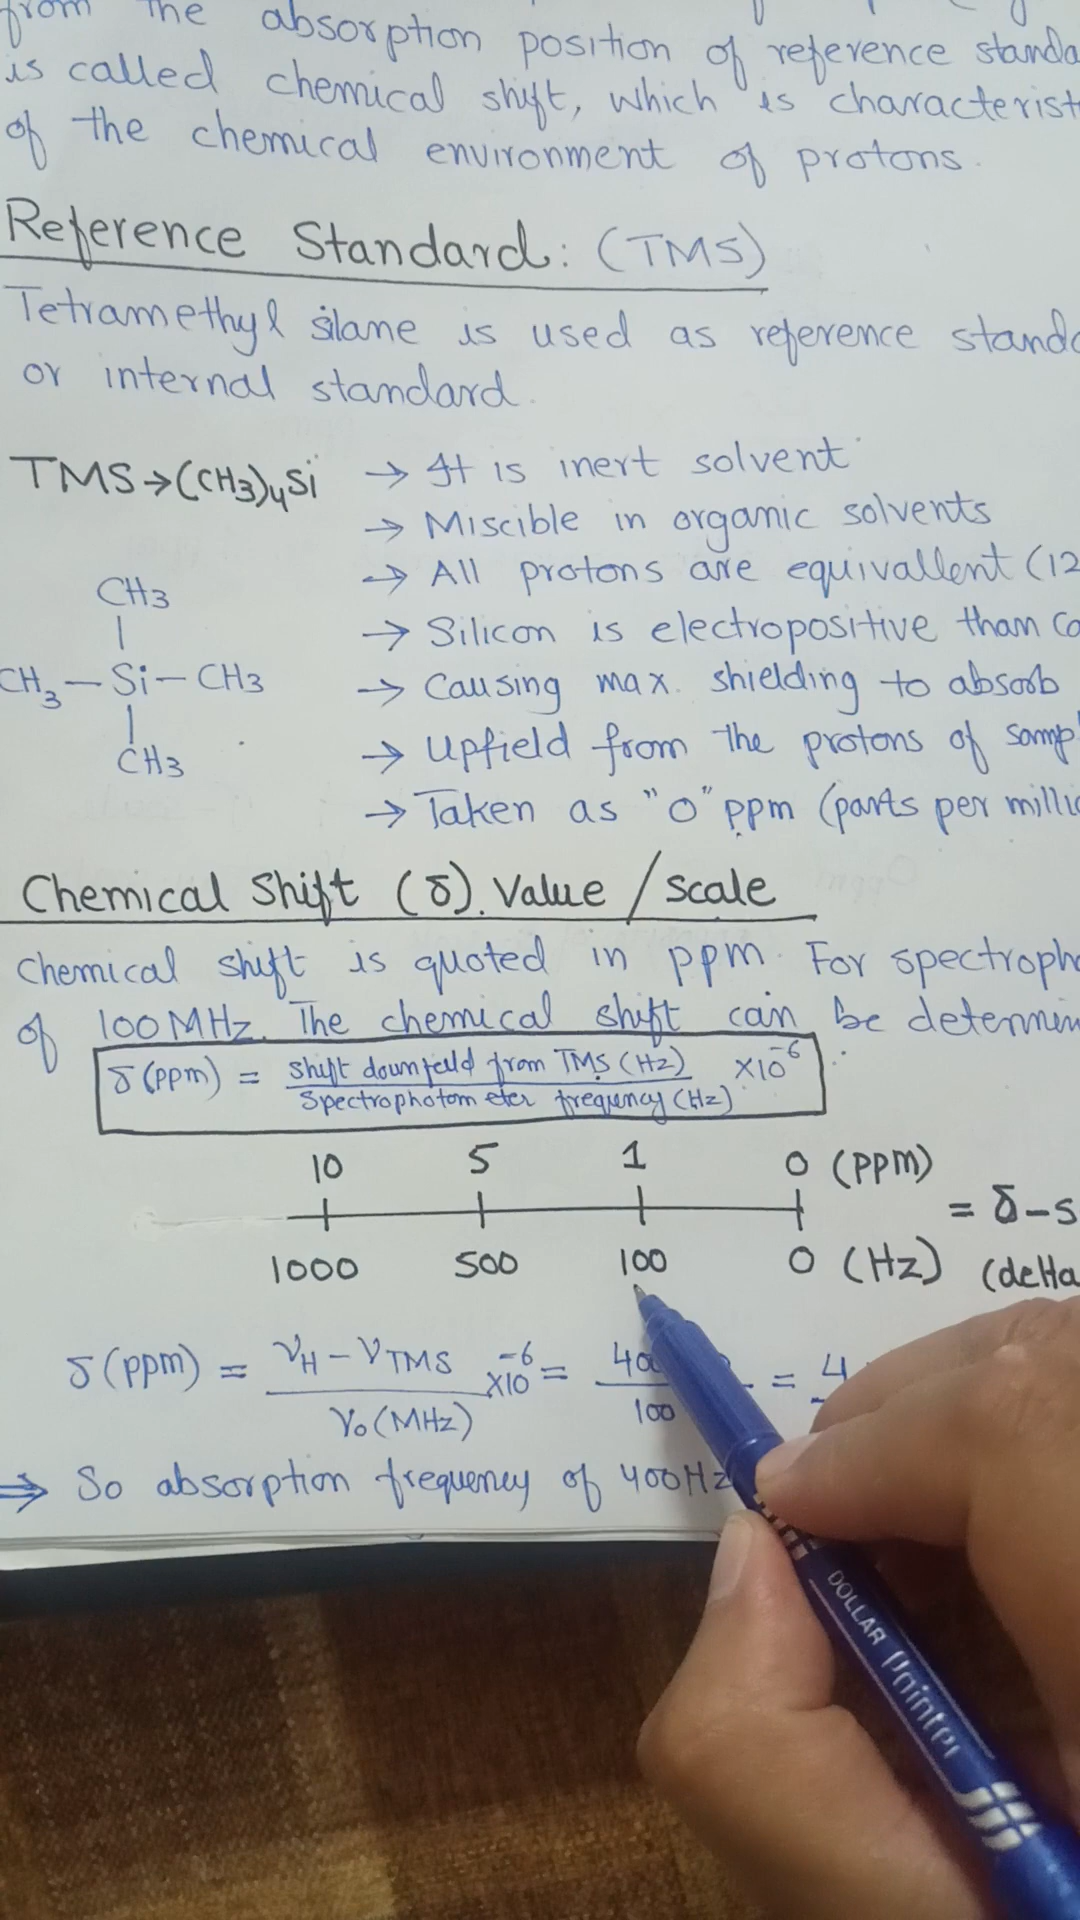 from the absorption position of reference standa
is called chemical shift, which is characterist
of the chemical environment of protons.
Reference Standard: (TMS)
Tetramethyl silane is used as reference standa
or internal standard.
TMS→(CH3)4Si → It is inert solvent
→ Miscible in organic solvents
→ All protons are equivallent (12
CH3
→ Silicon is electropositive than Ca
CH3—Si—CH3 → Causing max. shielding to absorb
→ Upfield from the protons of samp
CH3
→ Taken as "0" ppm (parts per millio
Chemical Shift (δ). Value / scale
Chemical shift is quoted in ppm. For spectroph
of 100MHz. The chemical shift can be determin
δ(ppm) = Shift downfeild from TMS (Hz) ×10^-6
Spectrophotometer frequency (Hz)
10 5 1 0 (ppm)
= δ-s
1000 500 100 0 (Hz) (delta
δ(ppm) = νH - νTMS ×10^-6 = = 4
ν0 (MHz) 100
⇒ So absorption frequency of 400Hz
DOLLAR Pointer